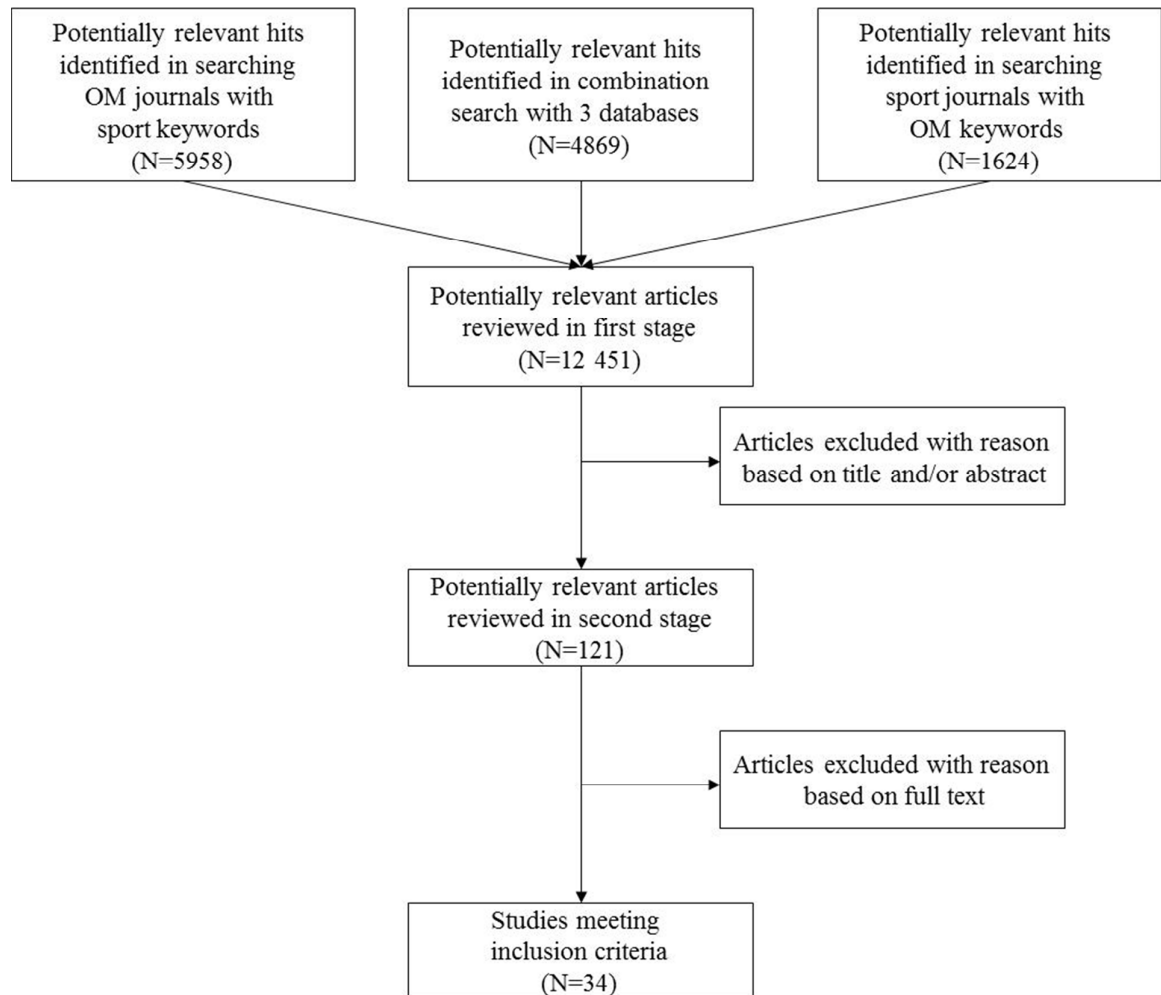 Potentially relevant hits
identified in searching
OM journals with
sport keywords
(N=5958)
Potentially relevant hits
identified in combination
search with 3 databases
(N=4869)
Potentially relevant hits
identified in searching
sport journals with
OM keywords
(N=1624)
Potentially relevant articles
reviewed in first stage
(N=12 451)
Articles excluded with reason
based on title and/or abstract
Potentially relevant articles
reviewed in second stage
(N=121)
Articles excluded with reason
based on full text
Studies meeting
inclusion criteria
(N=34)